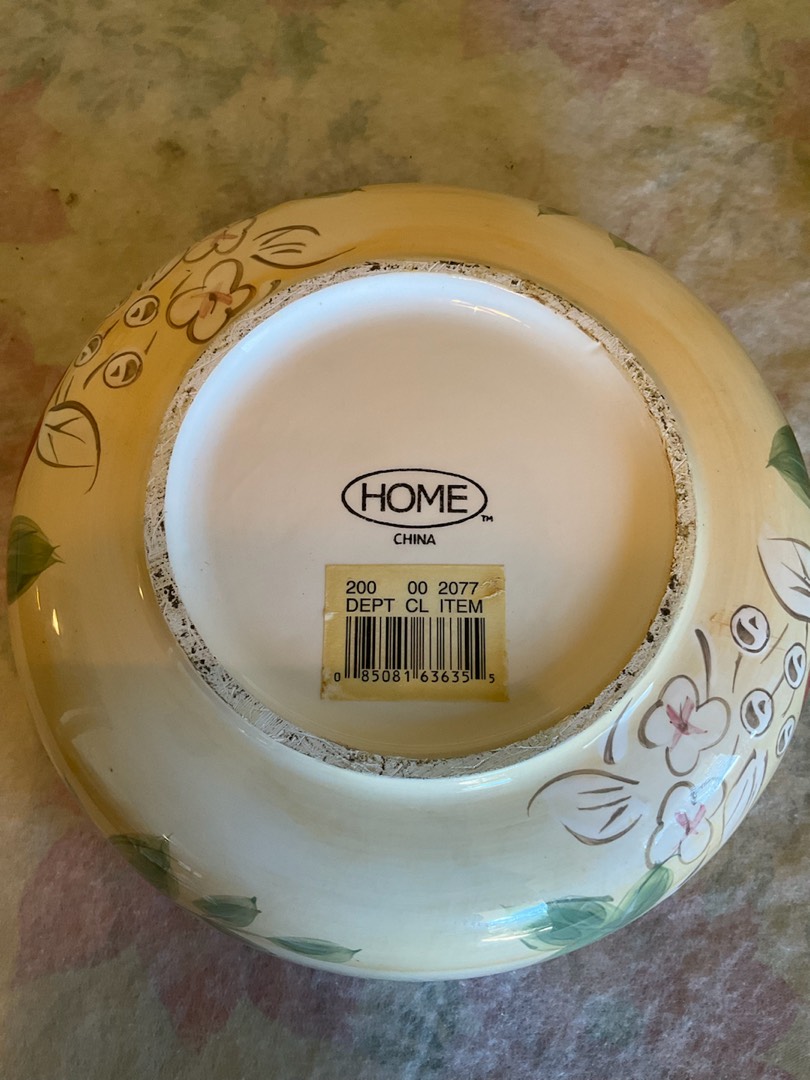 HOME™
CHINA
200 00 2077
DEPT CL ITEM
0 85081 63635 5